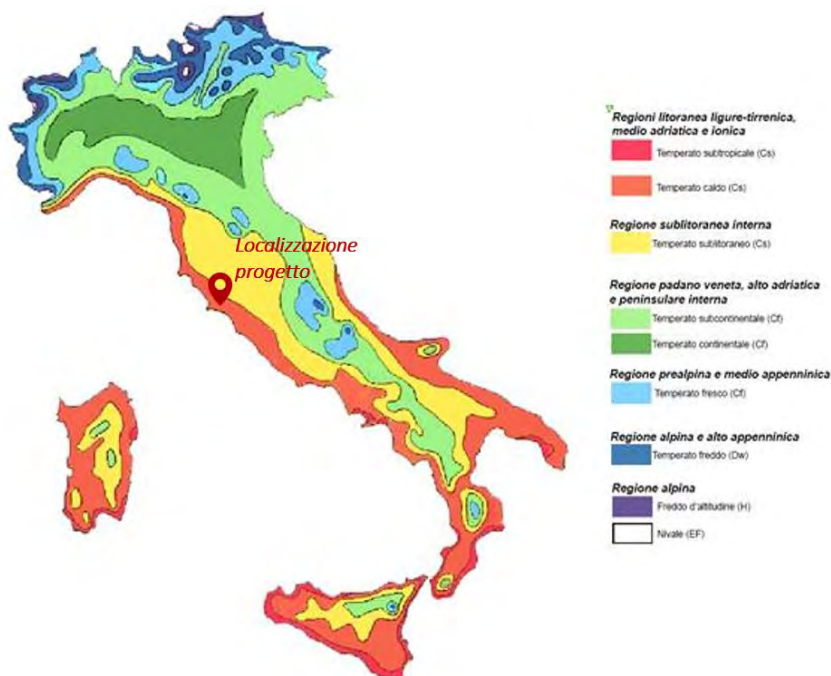 Localizzazione
progetto
Regioni litoranea ligure-tirrenica,
medio adriatica e ionica
Temperato subtropicale (Cs)
Temperato caldo (Cs)
Regione sublitoranea interna
Temperato sublitoraneo (Cs)
Regione padano veneta, alto adriatica
e peninsulare interna
Temperato subcontinentale (Cf)
Temperato continentale (Cf)
Regione prealpina e medio appenninica
Temperato fresco (Cf)
Regione alpina e alto appenninica
Temperato freddo (Dw)
Regione alpina
Freddo d'altitudine (H)
Nivale (EF)